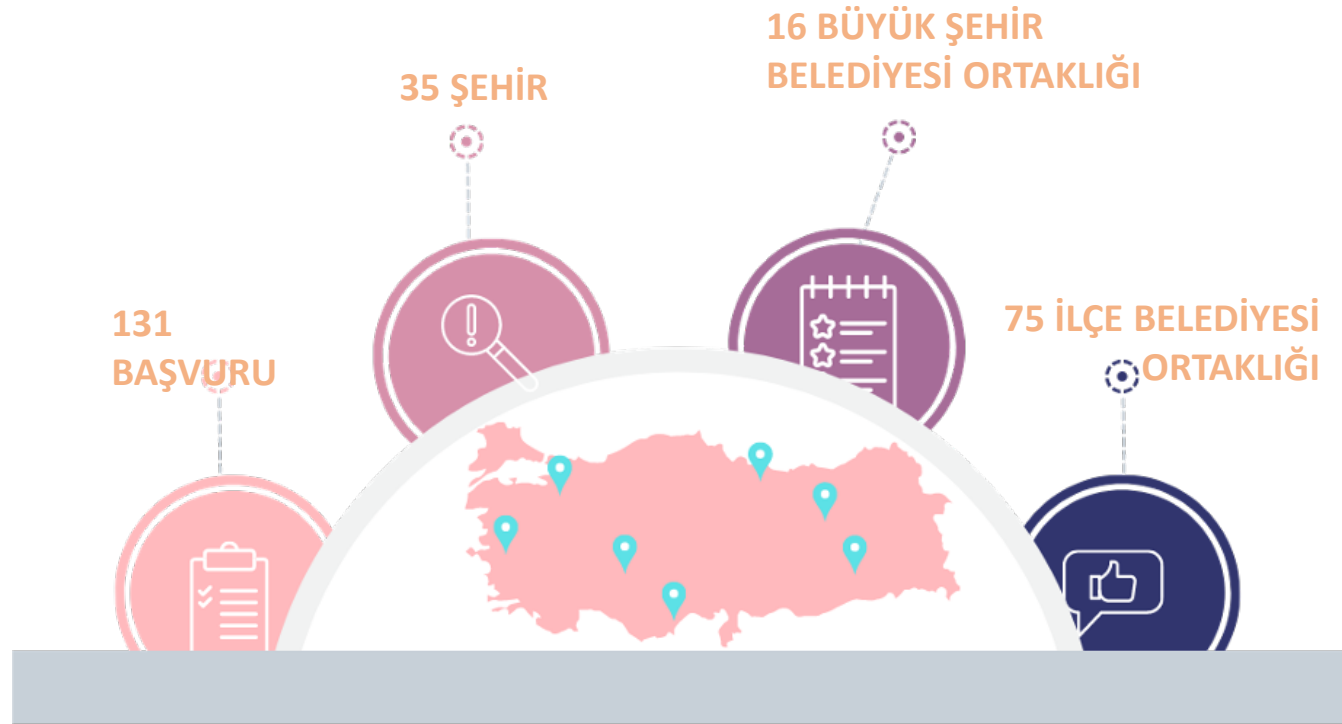 16 BÜYÜK ŞEHİR
BELEDİYESİ ORTAKLIĞI
35 ŞEHİR
131
BAŞVURU
75 İLÇE BELEDİYESİ
ORTAKLIĞI